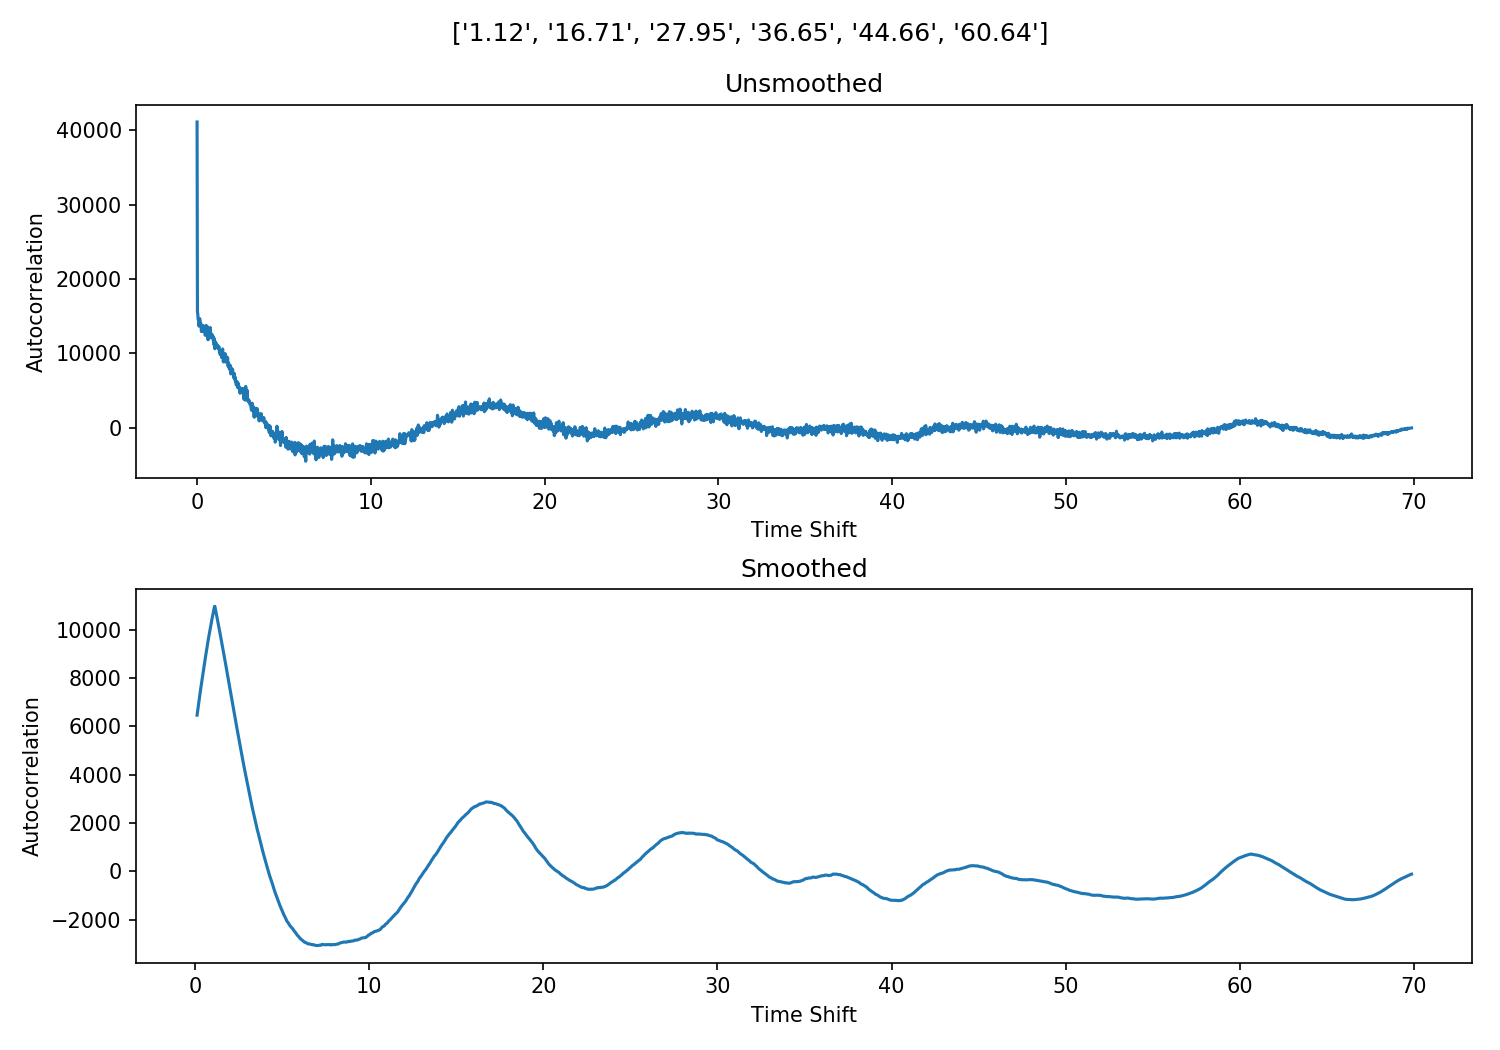 ['1.12', '16.71', '27.95', '36.65', '44.66', '60.64']
Unsmoothed
40000
30000
20000
10000
0
Autocorrelation
0 10 20 30 40 50 60 70
Time Shift
Smoothed
10000
8000
6000
4000
2000
0
−2000
Autocorrelation
0 10 20 30 40 50 60 70
Time Shift